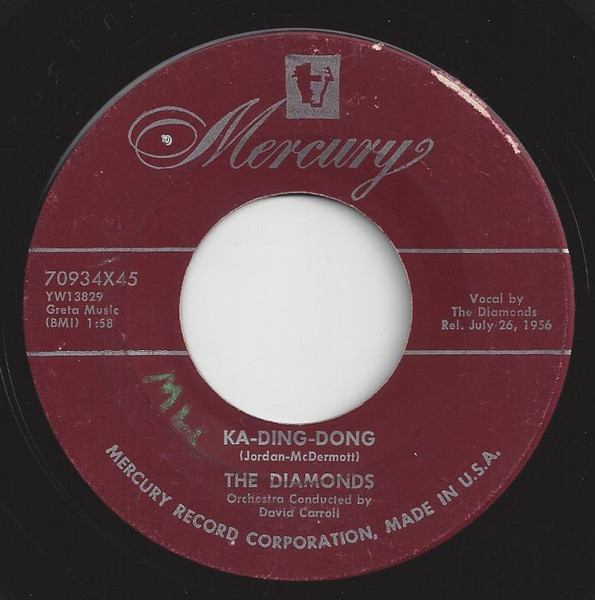 Mercury
70934X45
YW13829
Greta Music
(BMI) 1:58
Vocal by
The Diamonds
Rel. July 26, 1956
KA-DING-DONG
(Jordan-McDermott)
THE DIAMONDS
Orchestra Conducted by
David Carroll
MERCURY RECORD CORPORATION, MADE IN U.S.A.